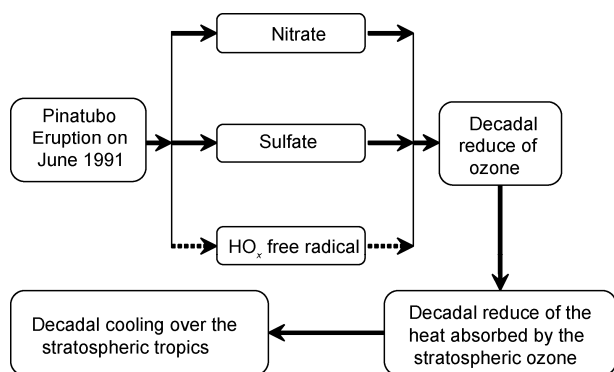 Nitrate
Pinatubo
Eruption on
June 1991
Sulfate
Decadal
reduce of
ozone
HOx free radical
Decadal cooling over the
stratospheric tropics
Decadal reduce of the
heat absorbed by the
stratospheric ozone